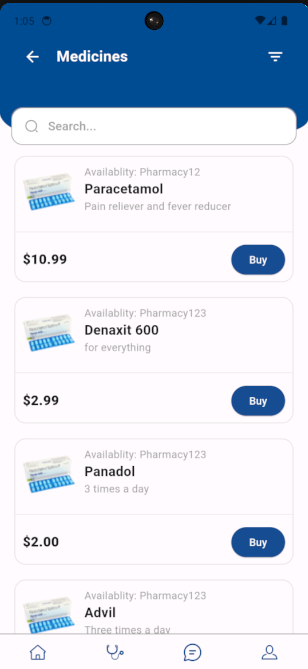 1:05
Medicines
Search...
Availablity: Pharmacy12
Paracetamol
Pain reliever and fever reducer
$10.99
Buy
Availablity: Pharmacy123
Denaxit 600
for everything
$2.99
Buy
Availablity: Pharmacy123
Panadol
3 times a day
$2.00
Buy
Availablity: Pharmacy123
Advil
Three times a day